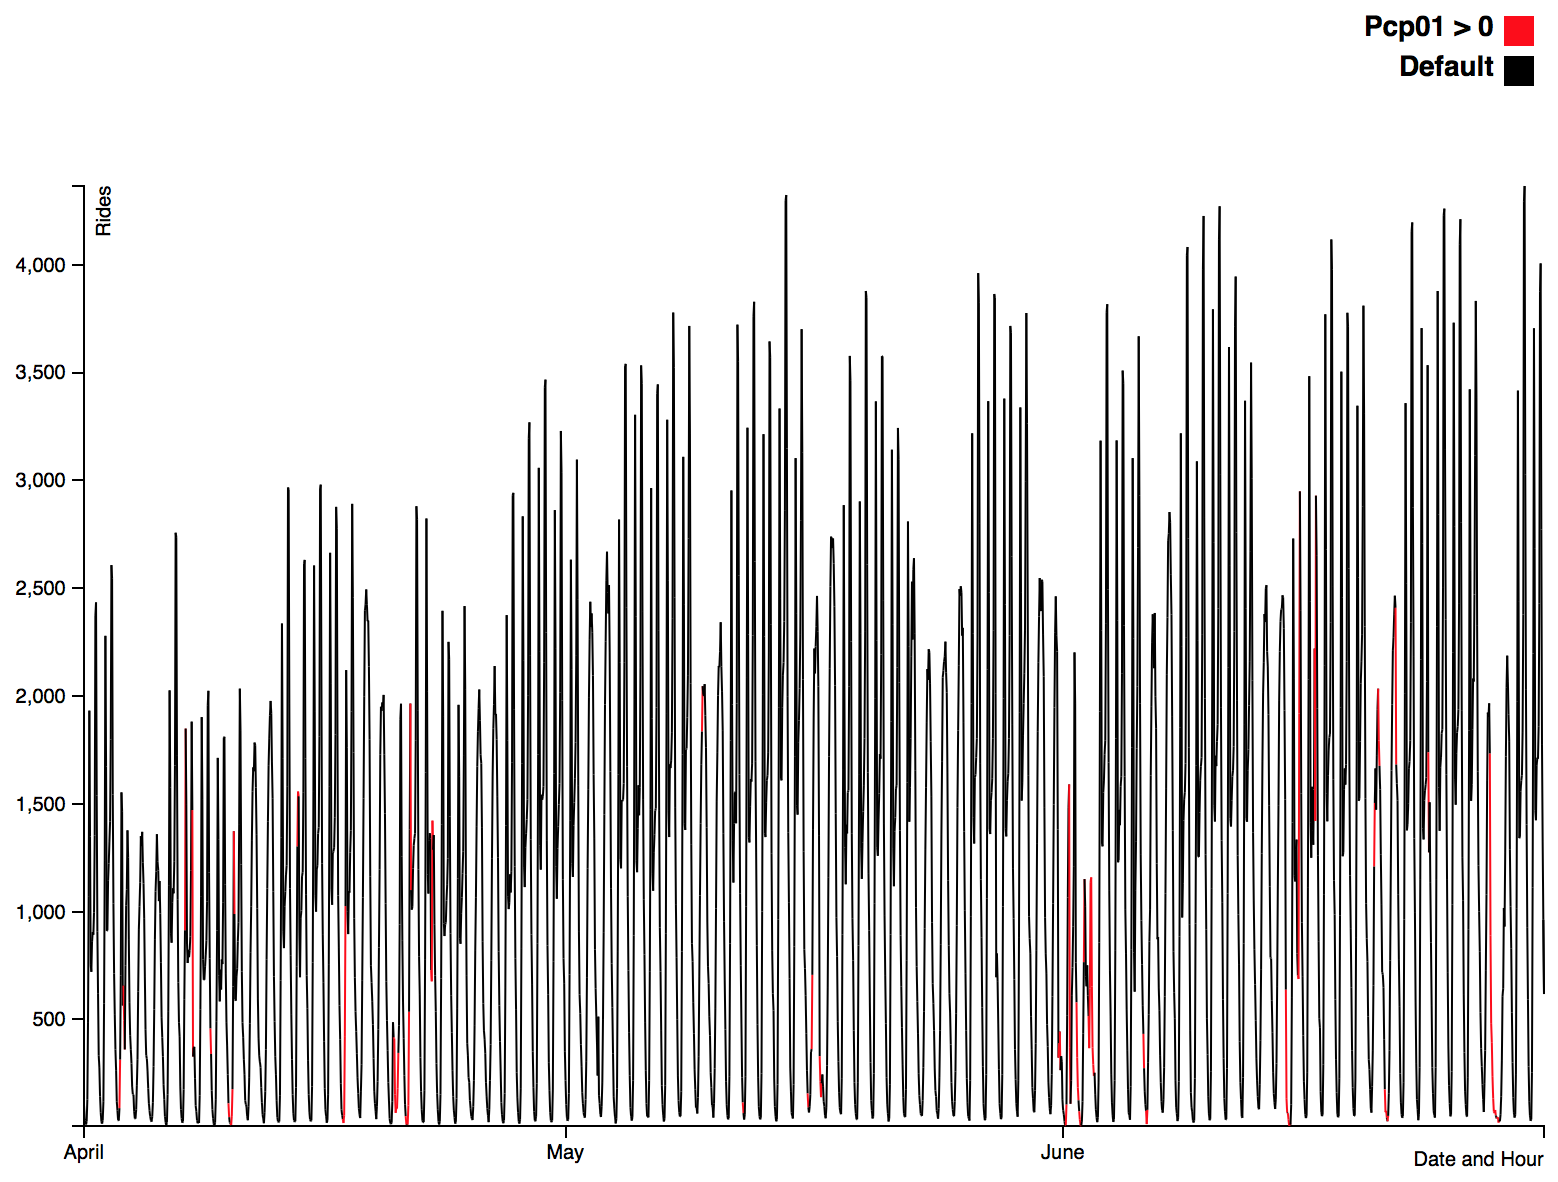 Pcp01 > 0
Default
Rides
4,000
3,500
3,000
2,500
2,000
1,500
1,000
500
April
May
June
Date and Hour